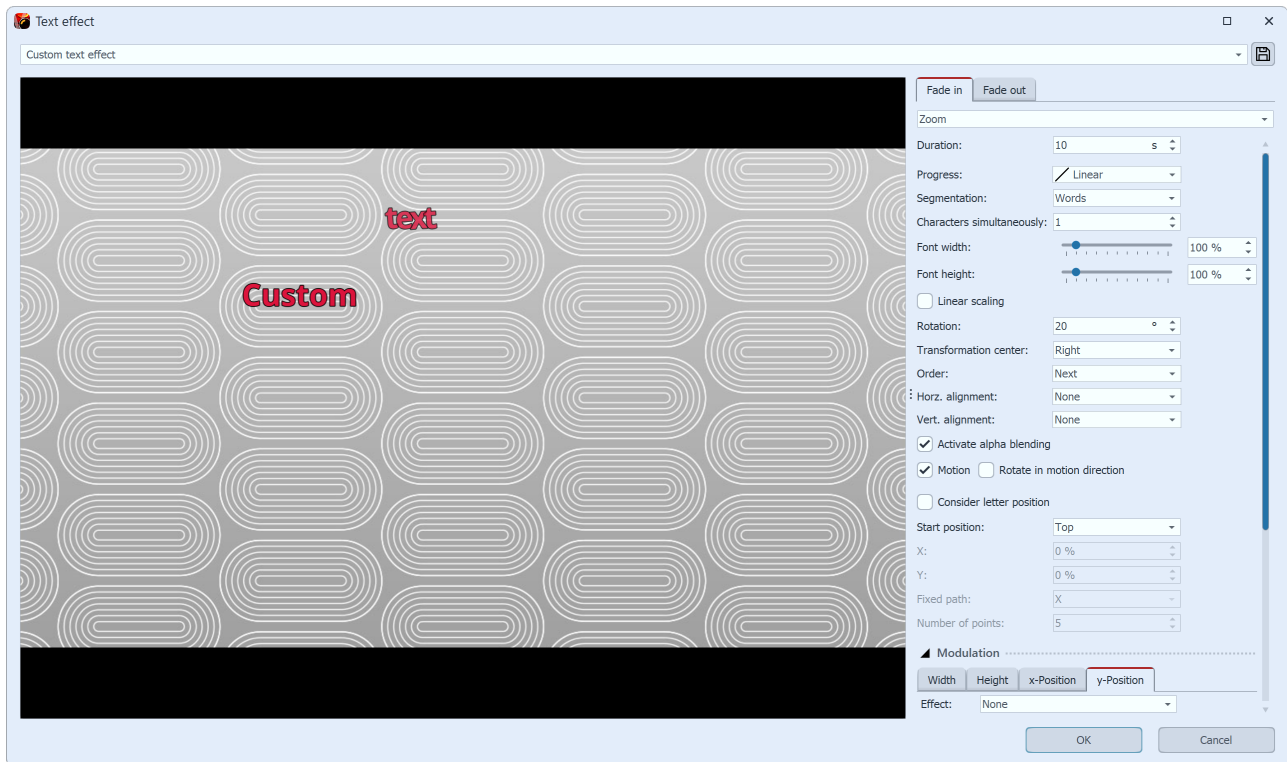 Text effect
Custom text effect
Fade in Fade out
Zoom
Duration: 10 s
Progress: Linear
Segmentation: Words
Characters simultaneously: 1
Font width: 100 %
Font height: 100 %
Linear scaling
Rotation: 20 °
Transformation center: Right
Order: Next
Horz. alignment: None
Vert. alignment: None
Activate alpha blending
Motion Rotate in motion direction
Consider letter position
Start position: Top
X: 0 %
Y: 0 %
Fixed path: X
Number of points: 5
Modulation
Width Height x-Position y-Position
Effect: None
OK Cancel
text
Custom